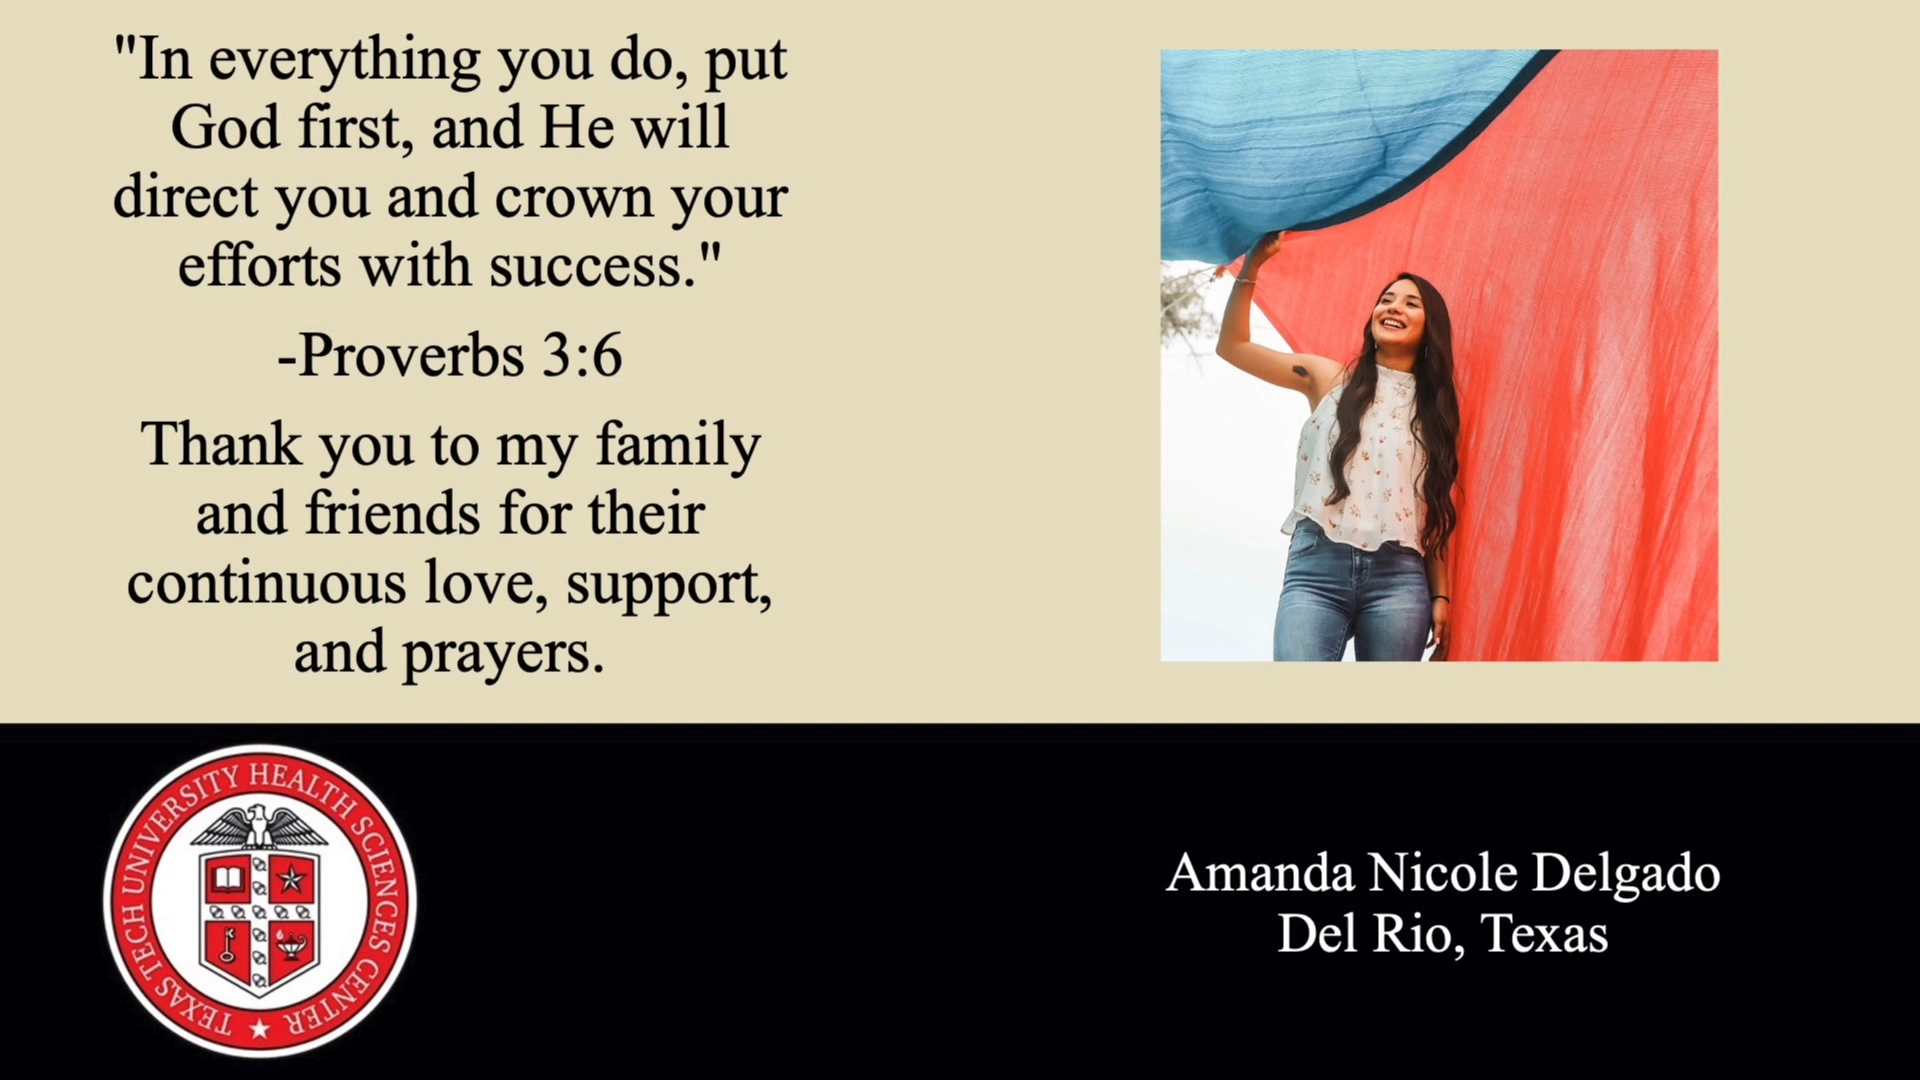 "In everything you do, put
God first, and He will
direct you and crown your
efforts with success."
-Proverbs 3:6
Thank you to my family
and friends for their
continuous love, support,
and prayers.
TEXAS TECH UNIVERSITY HEALTH SCIENCES CENTER
Amanda Nicole Delgado
Del Rio, Texas